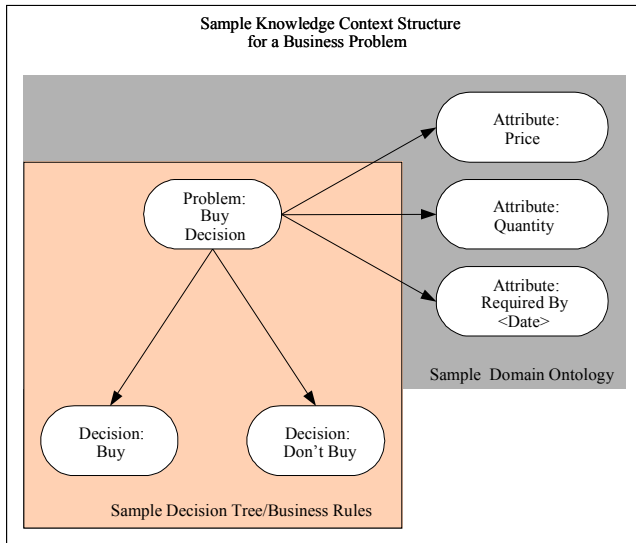 Sample Knowledge Context Structure
for a Business Problem
Attribute:
Price
Problem:
Buy
Decision
Attribute:
Quantity
Attribute:
Required By
<Date>
Sample Domain Ontology
Decision:
Buy
Decision:
Don't Buy
Sample Decision Tree/Business Rules